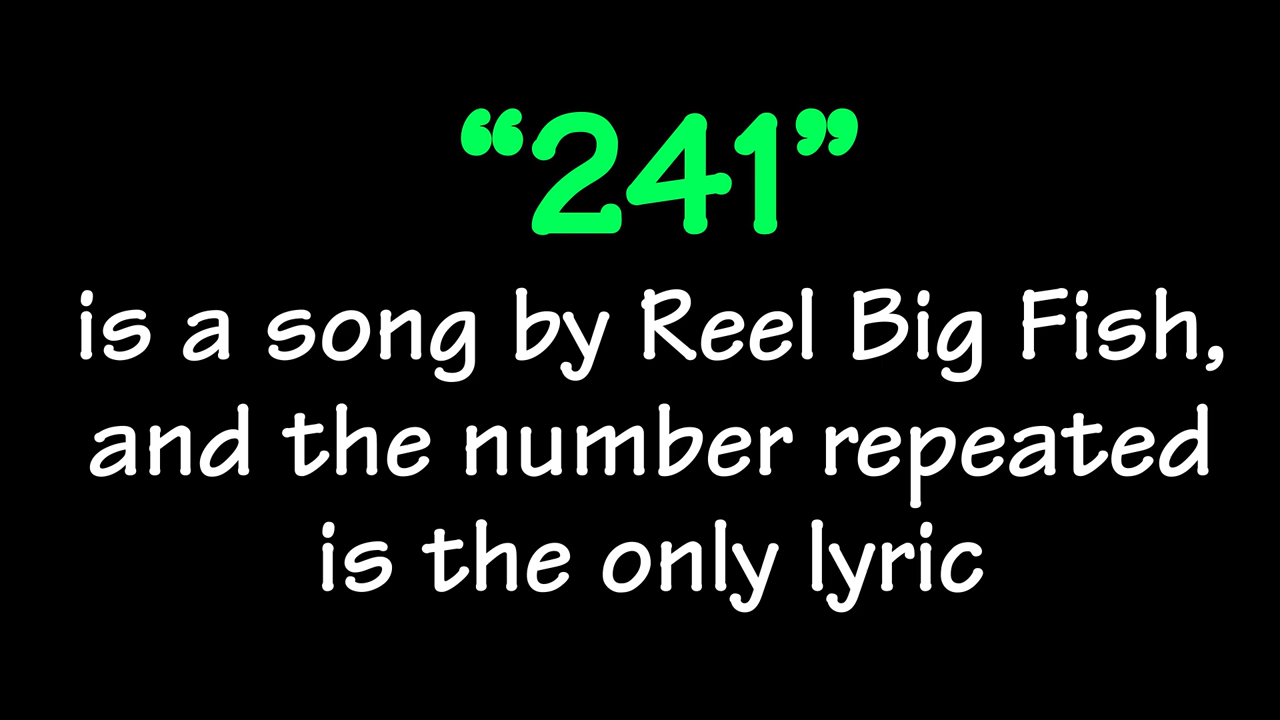 “241”
is a song by Reel Big Fish,
and the number repeated
is the only lyric